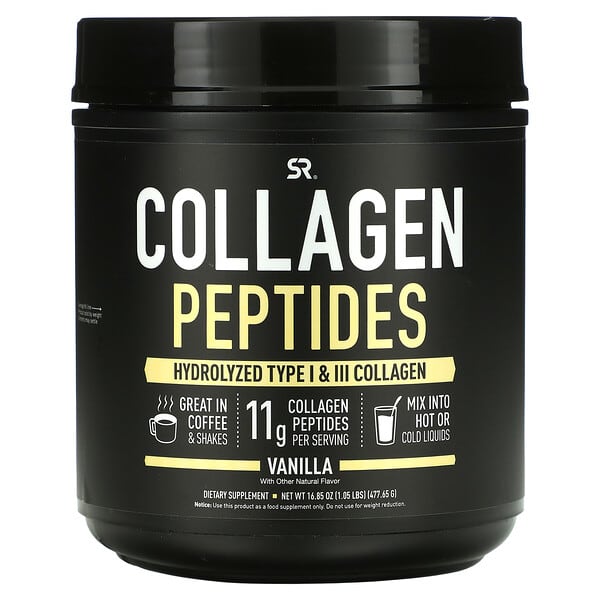 SR®
COLLAGEN
PEPTIDES
HYDROLYZED TYPE I & III COLLAGEN
GREAT IN
COFFEE
& SHAKES
11g
COLLAGEN
PEPTIDES
PER SERVING
MIX INTO
HOT OR
COLD LIQUIDS
VANILLA
With Other Natural Flavor
DIETARY SUPPLEMENT • NET WT 16.85 OZ (1.05 LBS) (477.65 G)
Notice: Use this product as a food supplement only. Do not use for weight reduction.